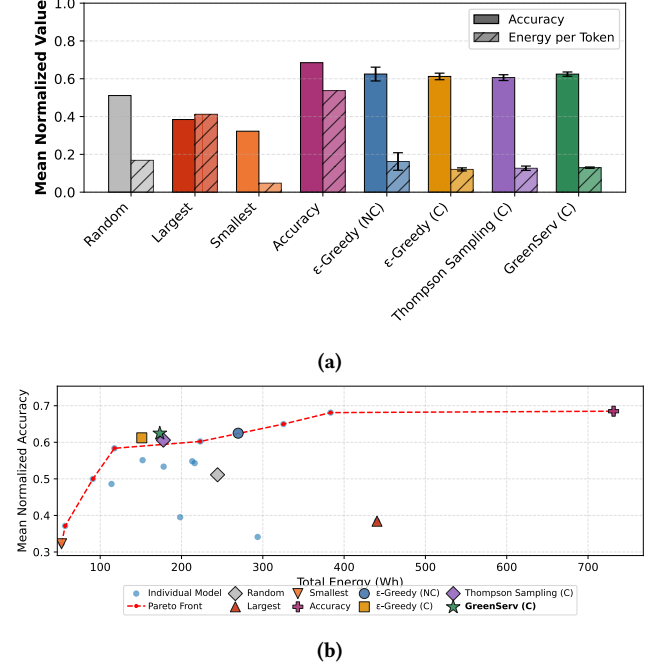 Mean Normalized Value
1.0
0.8
0.6
0.4
0.2
0.0
Accuracy
Energy per Token
Random
Largest
Smallest
Accuracy
ε-Greedy (NC)
ε-Greedy (C)
Thompson Sampling (C)
GreenServ (C)
(a)
Mean Normalized Accuracy
0.7
0.6
0.5
0.4
0.3
100 200 300 400 500 600 700
Total Energy (Wh)
Individual Model Random Smallest ε-Greedy (NC) Thompson Sampling (C)
Pareto Front Largest Accuracy ε-Greedy (C) GreenServ (C)
(b)